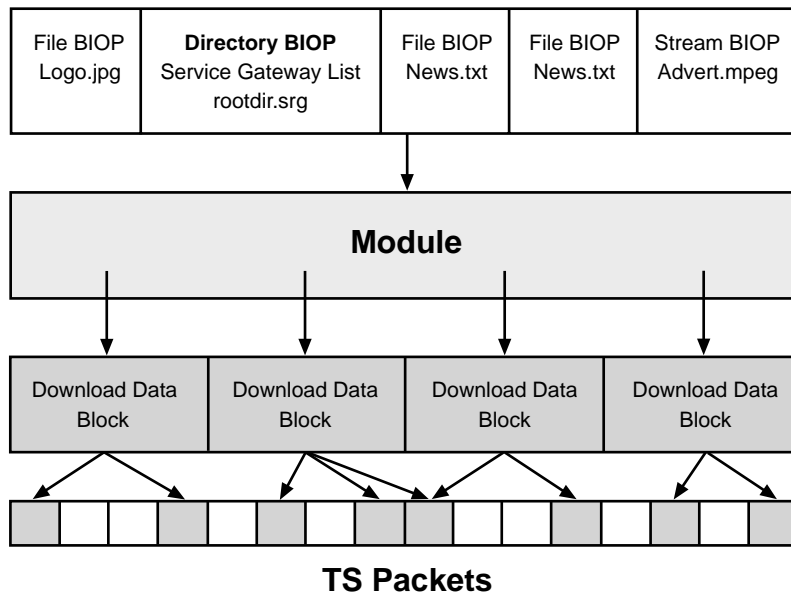 File BIOP
Logo.jpg
Directory BIOP
Service Gateway List
rootdir.srg
File BIOP
News.txt
File BIOP
News.txt
Stream BIOP
Advert.mpeg
Module
Download Data
Block
Download Data
Block
Download Data
Block
Download Data
Block
TS Packets